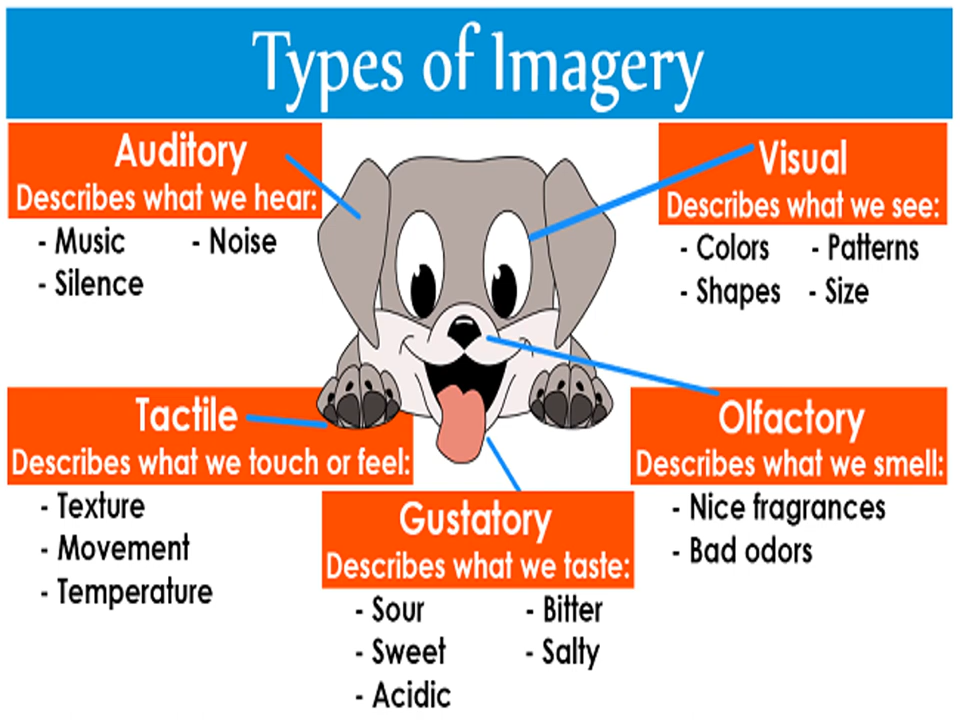 Types of Imagery
Auditory
Describes what we hear:
- Music - Noise
- Silence
Visual
Describes what we see:
- Colors - Patterns
- Shapes - Size
Tactile
Describes what we touch or feel:
- Texture
- Movement
- Temperature
Gustatory
Describes what we taste:
- Sour - Bitter
- Sweet - Salty
- Acidic
Olfactory
Describes what we smell:
- Nice fragrances
- Bad odors